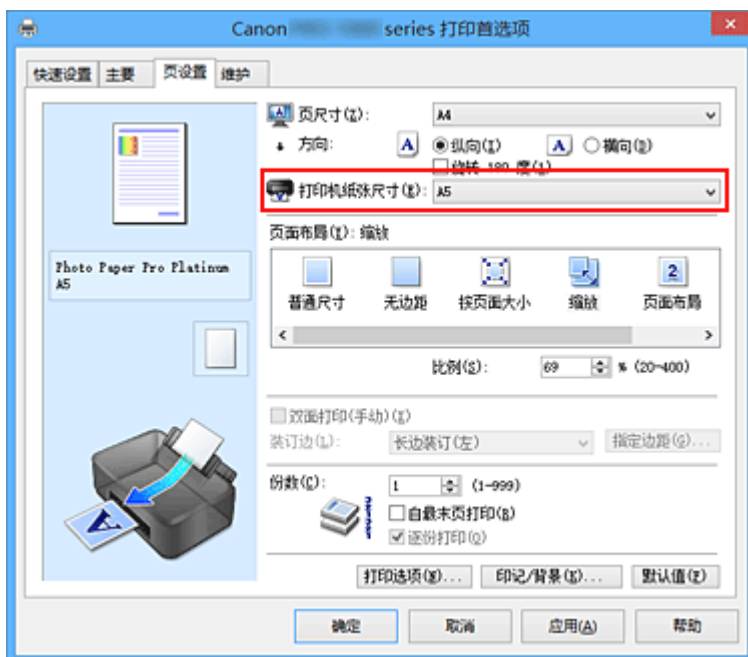 Canon series 打印首选项
快速设置 主要 页设置 维护
页尺寸(Z): A4
方向: A 纵向(I) A 横向(D)
旋转 180 度(1)
打印机纸张尺寸(E): A5
页面布局(Y): 缩放
Photo Paper Pro Platinum
A5
普通尺寸 无边距 按页面大小 缩放 页面布局
比例(S): 69 % (20-400)
双面打印(手动)(X)
装订边(L): 长边装订(左) 指定边距(G)...
份数(C): 1 (1-999)
自最末页打印(B)
逐份打印(O)
打印选项(N)... 印记/背景(K)... 默认值(F)
确定 取消 应用(A) 帮助